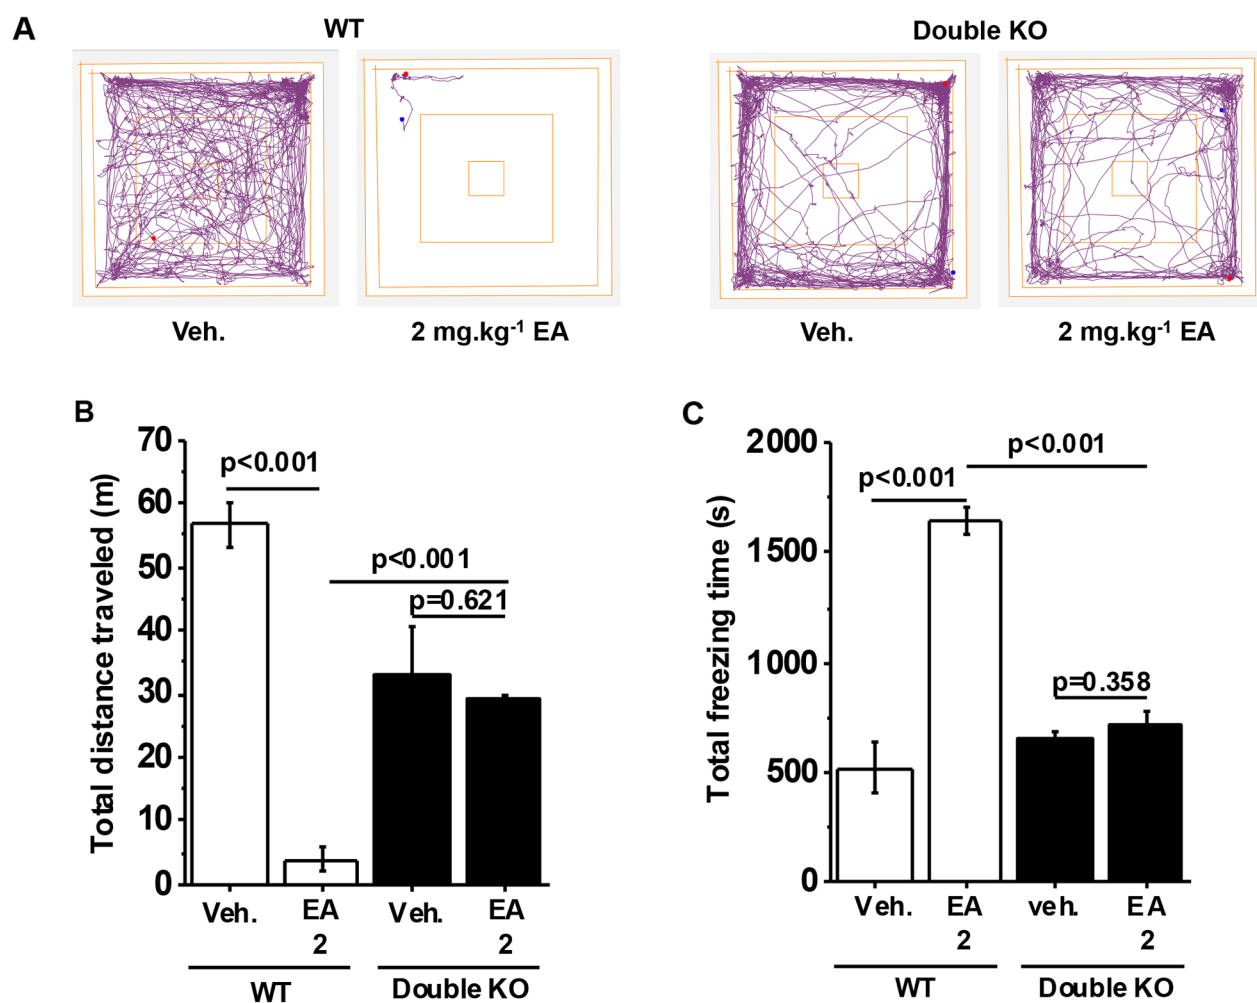 A
WT
Double KO
Veh.
2 mg.kg-1 EA
Veh.
2 mg.kg-1 EA
B
Total distance traveled (m)
70
60
50
40
30
20
10
0
p<0.001
p<0.001
p=0.621
Veh.
EA
2
Veh.
EA
2
WT
Double KO
C
Total freezing time (s)
2000
1500
1000
500
0
p<0.001
p<0.001
p=0.358
Veh.
EA
2
veh.
EA
2
WT
Double KO